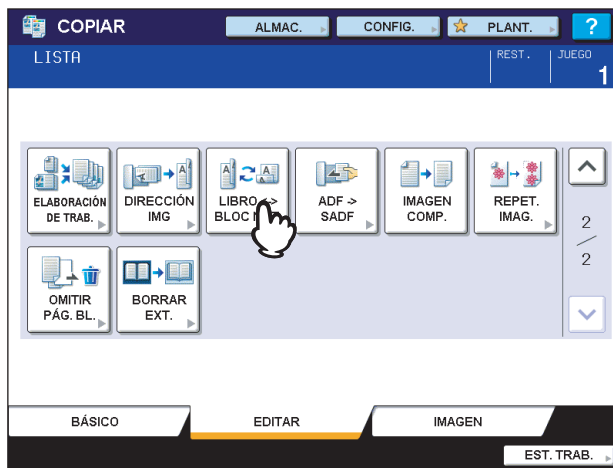 COPIAR
ALMAC.
CONFIG.
PLANT.
?
LISTA
REST.
JUEGO
1
ELABORACIÓN
DE TRAB.
DIRECCIÓN
IMG
LIBRO <->
BLOC
ADF ->
SADF
IMAGEN
COMP.
REPET.
IMAG.
2
2
OMITIR
PÁG. BL.
BORRAR
EXT.
BÁSICO
EDITAR
IMAGEN
EST. TRAB.